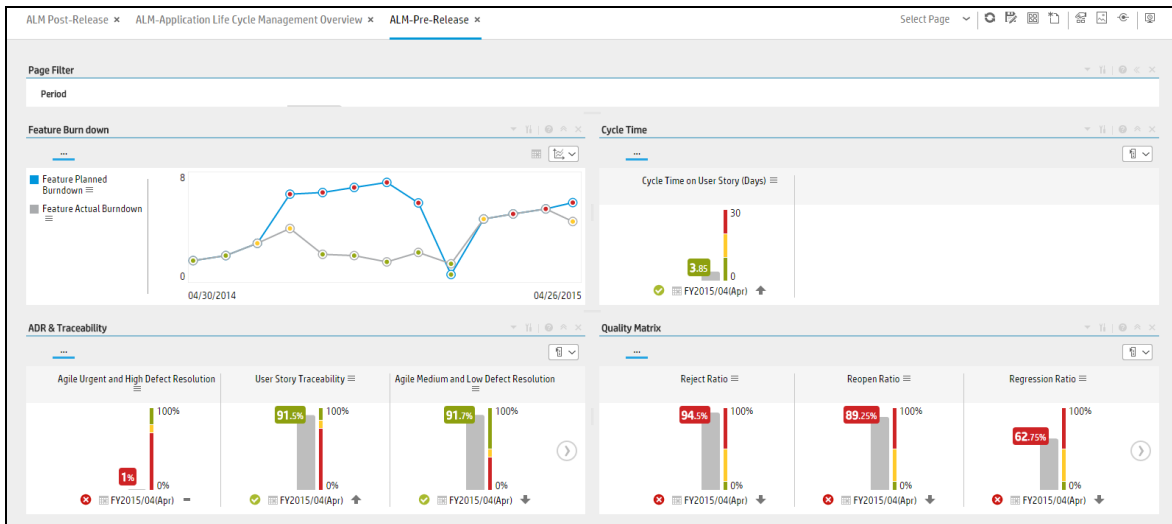 ALM Post-Release × ALM-Application Life Cycle Management Overview × ALM-Pre-Release × Select Page
Page Filter
Period
Feature Burn down
...
Feature Planned
Burndown
Feature Actual Burndown
8
0
04/30/2014 04/26/2015
Cycle Time
...
Cycle Time on User Story (Days)
30
3.85
0
FY2015/04(Apr)
ADR & Traceability
...
Agile Urgent and High Defect Resolution
100%
1%
0%
FY2015/04(Apr)
User Story Traceability
91.5% 100%
0%
FY2015/04(Apr)
Agile Medium and Low Defect Resolution
91.7% 100%
0%
FY2015/04(Apr)
Quality Matrix
...
Reject Ratio
94.5% 100%
0%
FY2015/04(Apr)
Reopen Ratio
89.25% 100%
0%
FY2015/04(Apr)
Regression Ratio
100%
62.75%
0%
FY2015/04(Apr)